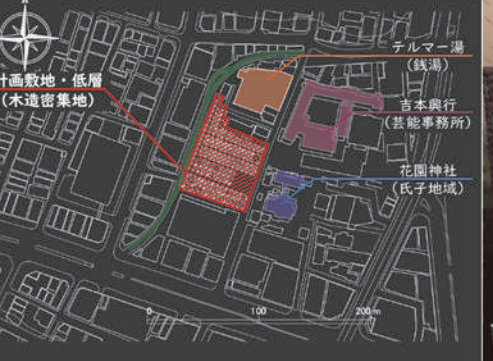 テルマー湯
(銭湯)
計画敷地・低層
(木造密集地)
吉本興行
(芸能事務所)
花園神社
(氏子地域)
0 100 200 m